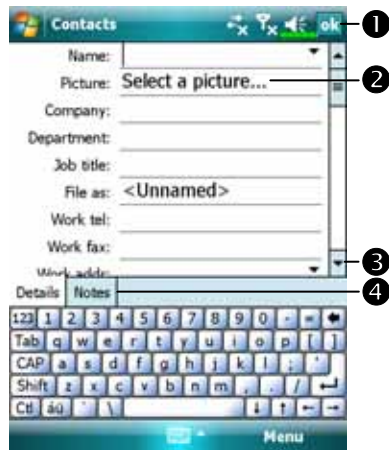 Contacts ok 1
Name:
Picture: Select a picture... 2
Company:
Department:
Job title:
File as: <Unnamed>
Work tel:
Work fax:
Work addr: 3
Details Notes 4
123 1 2 3 4 5 6 7 8 9 0 - =
Tab q w e r t y u i o p [ ]
CAP a s d f g h j k l ; '
Shift z x c v b n m , . /
Ctl áü ` \
Menu